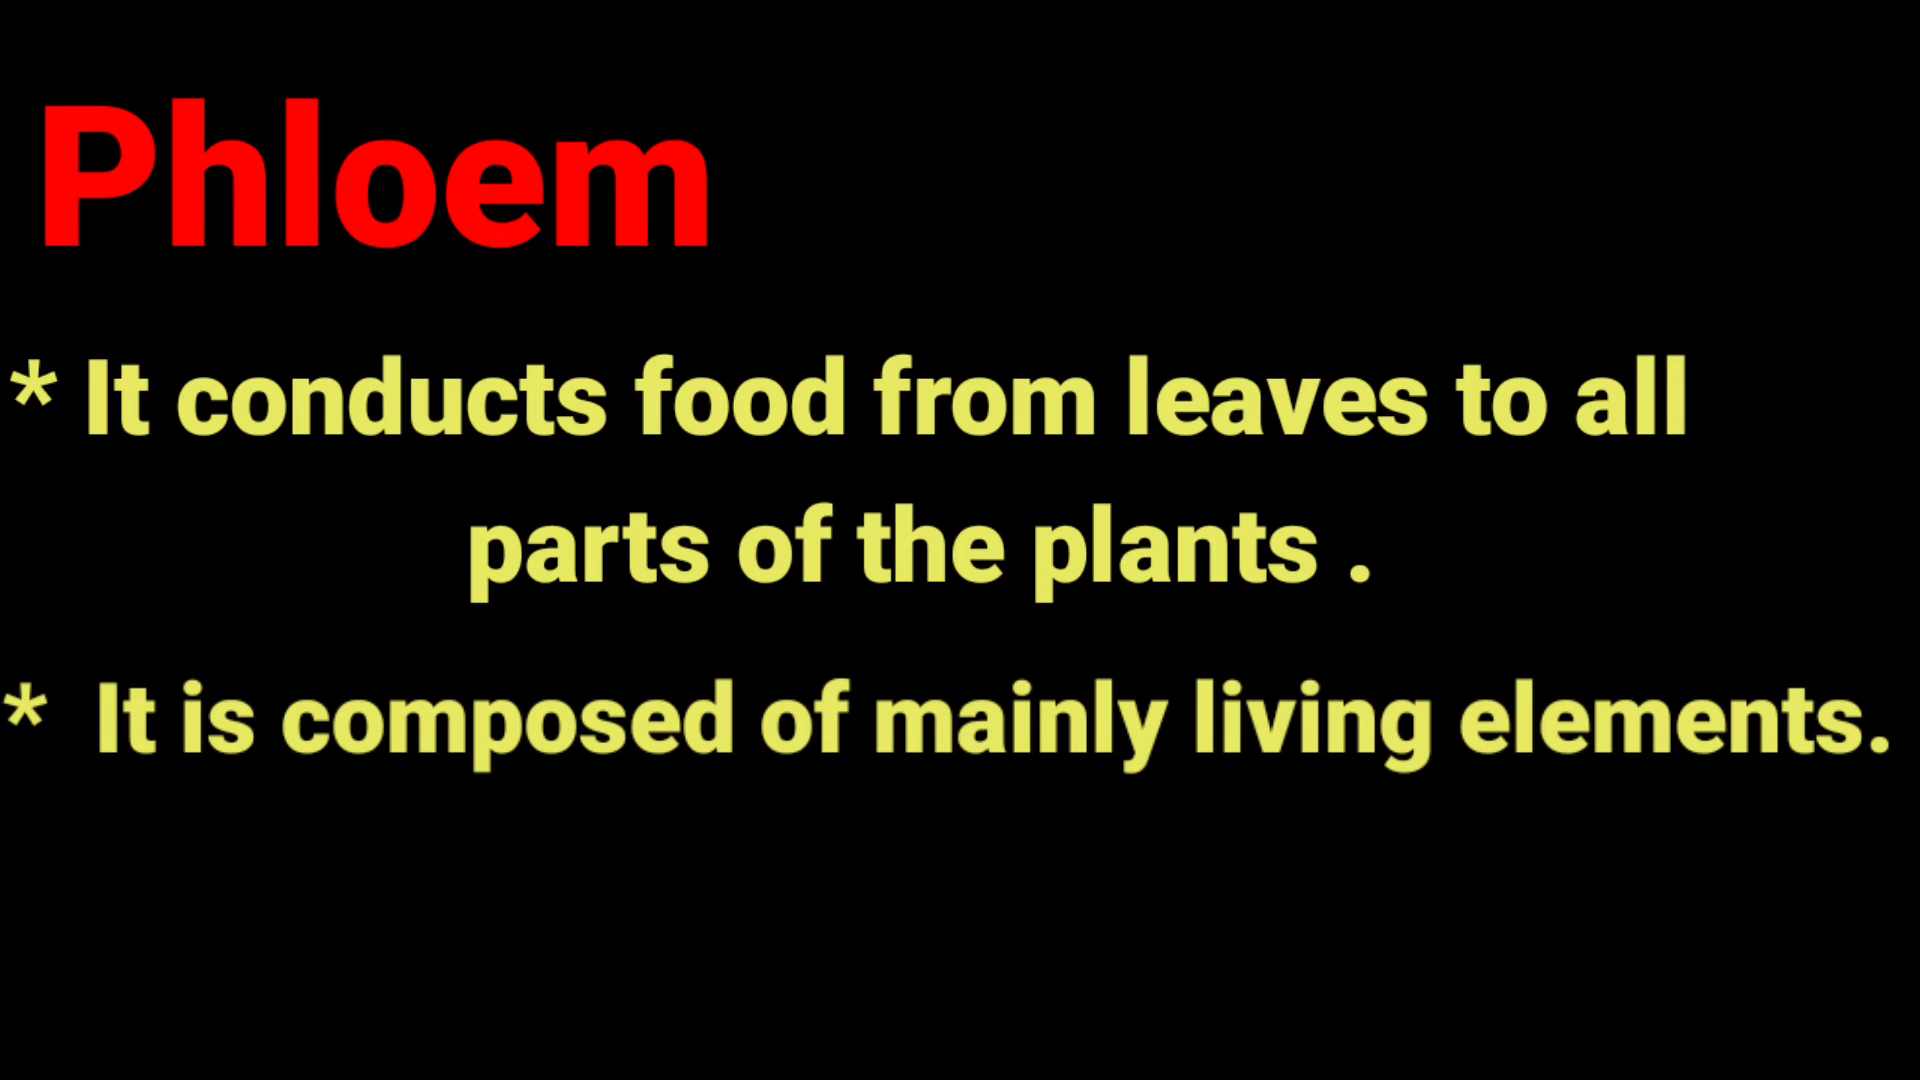 Phloem
* It conducts food from leaves to all
parts of the plants .
* It is composed of mainly living elements.